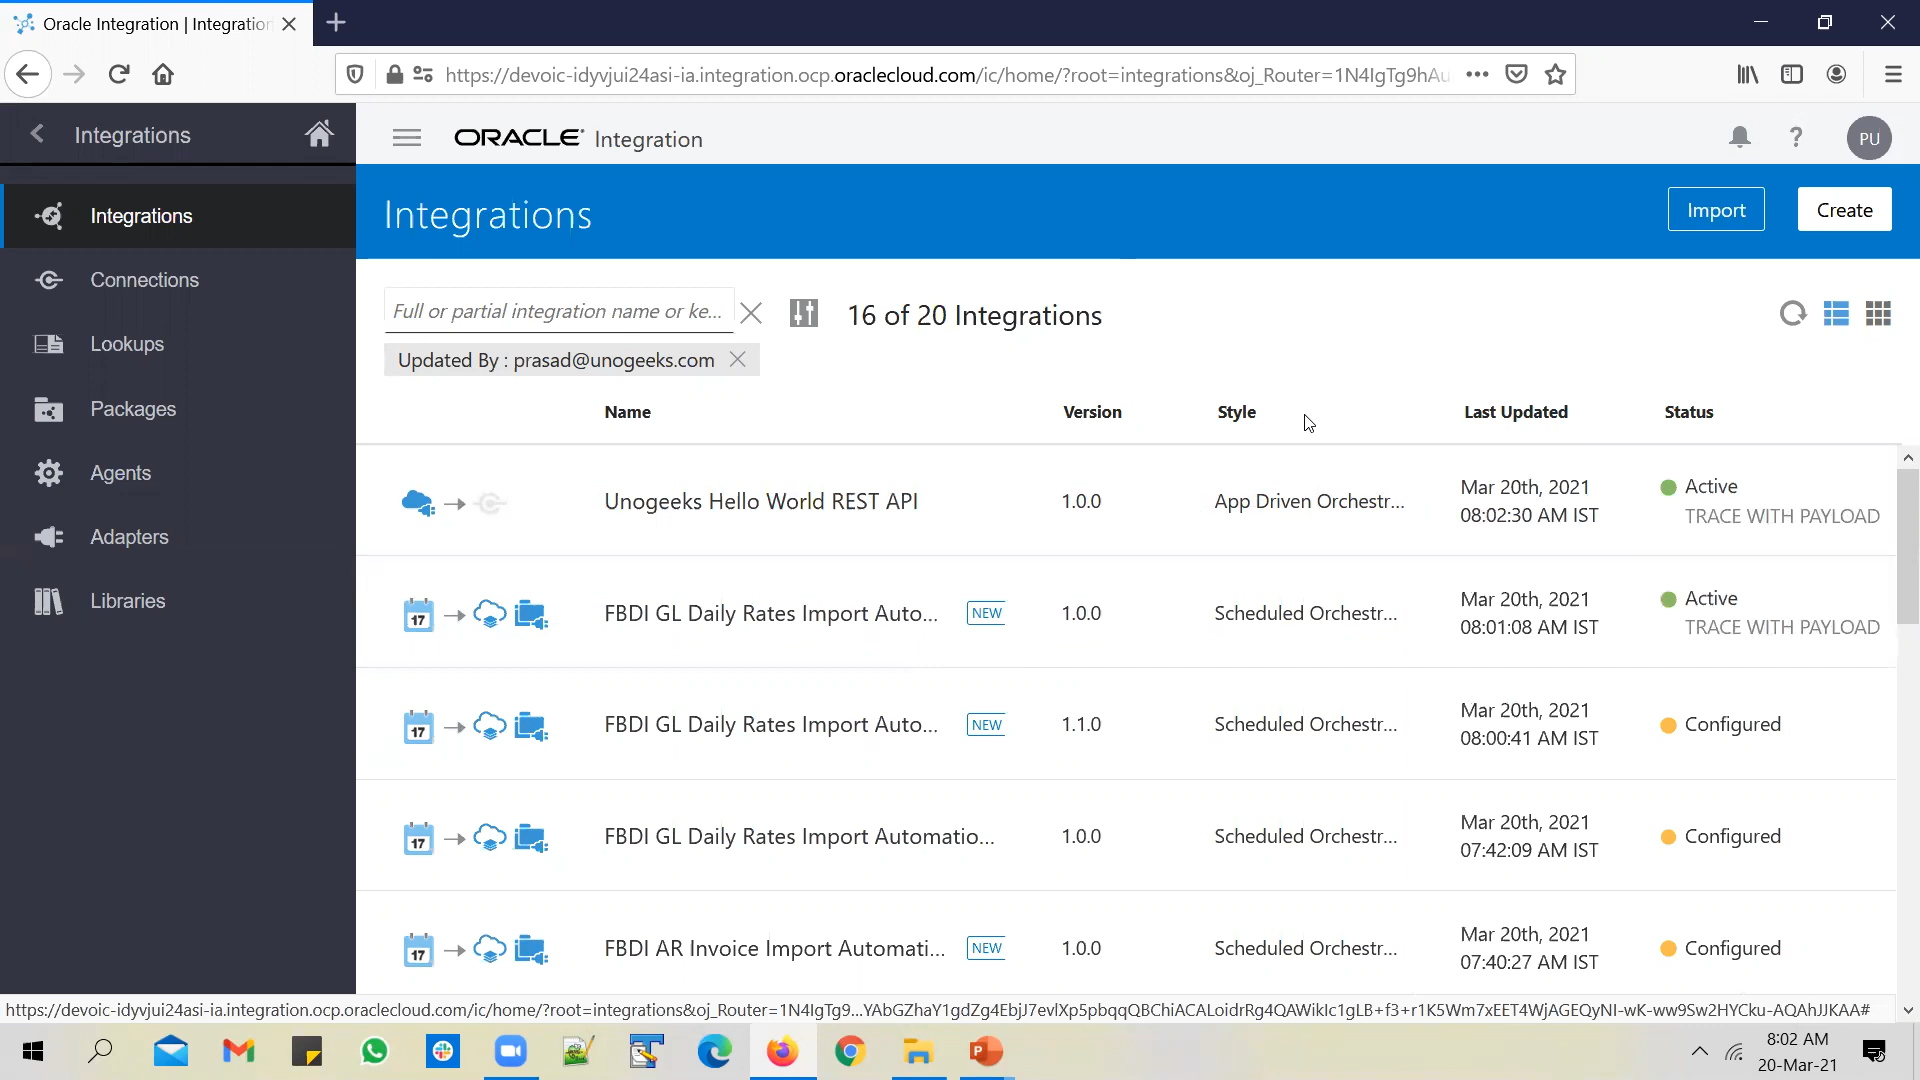 Oracle Integration | Integration
https://devoic-idyvjui24asi-ia.integration.ocp.oraclecloud.com/ic/home/?root=integrations&oj_Router=1N4IgTg9hAu
Integrations
ORACLE Integration
PU
Integrations
Connections
Lookups
Packages
Agents
Adapters
Libraries
Integrations
Import
Create
Full or partial integration name or ke...
16 of 20 Integrations
Updated By : prasad@unogeeks.com
Name Version Style Last Updated Status
Unogeeks Hello World REST API 1.0.0 App Driven Orchestr... Mar 20th, 2021 08:02:30 AM IST Active TRACE WITH PAYLOAD
17 FBDI GL Daily Rates Import Auto... NEW 1.0.0 Scheduled Orchestr... Mar 20th, 2021 08:01:08 AM IST Active TRACE WITH PAYLOAD
17 FBDI GL Daily Rates Import Auto... NEW 1.1.0 Scheduled Orchestr... Mar 20th, 2021 08:00:41 AM IST Configured
17 FBDI GL Daily Rates Import Automatio... 1.0.0 Scheduled Orchestr... Mar 20th, 2021 07:42:09 AM IST Configured
17 FBDI AR Invoice Import Automati... NEW 1.0.0 Scheduled Orchestr... Mar 20th, 2021 07:40:27 AM IST Configured
https://devoic-idyvjui24asi-ia.integration.ocp.oraclecloud.com/ic/home/?root=integrations&oj_Router=1N4IgTg9...YAbGZhaY1gdZg4EbjJ7evlXp5pbqqQBChiACALoidrRg4QAWikIc1gLB+f3+r1K5Wm7xEET4WjAGEQyNI-wK-ww9Sw2HYCku-AQAhJJKAA#
8:02 AM
20-Mar-21